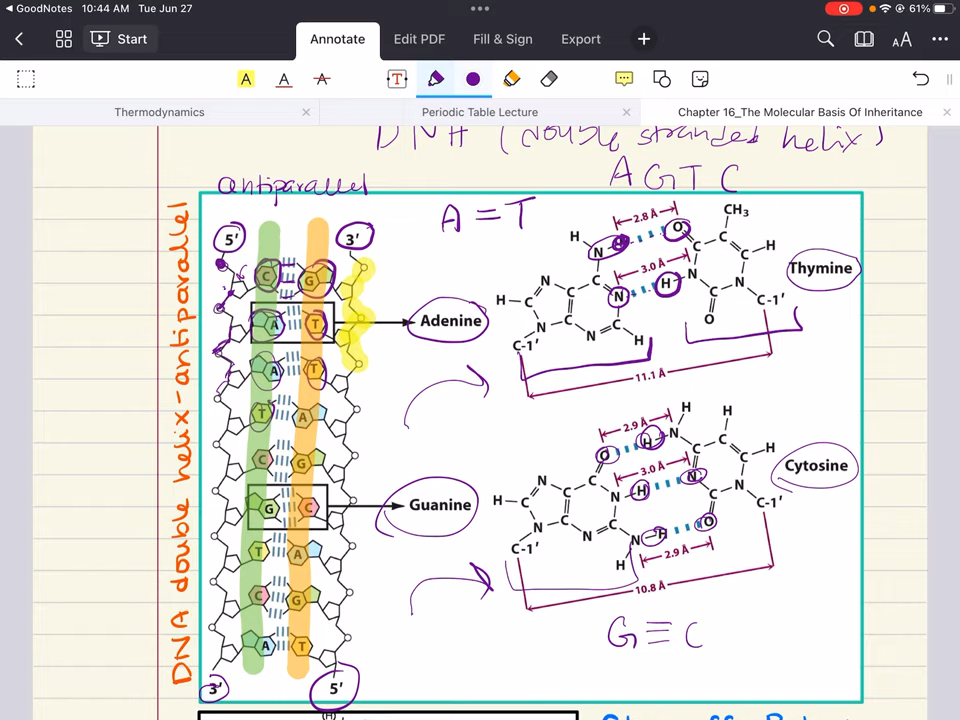 GoodNotes 10:44 AM Tue Jun 27 61%
Start Annotate Edit PDF Fill & Sign Export
A A A T
Thermodynamics Periodic Table Lecture Chapter 16_The Molecular Basis Of Inheritance
DNA (double stranded helix)
antiparallel A G T C
DNA double helix-antiparallel
A = T
5' 3'
C G
A T
A T
T A
C G
G C
T A
C G
A T
3' 5'
Adenine
Guanine
2.8 Å
CH3
H H O
N H
3.0 Å
N N H N
H N N
O C-1'
C-1' N H
11.1 Å
Thymine
2.9 Å
H H
O H N
3.0 Å
H N N H N N H
C-1' N N H O C-1'
H 2.9 Å
10.8 Å
Cytosine
G ≡ C